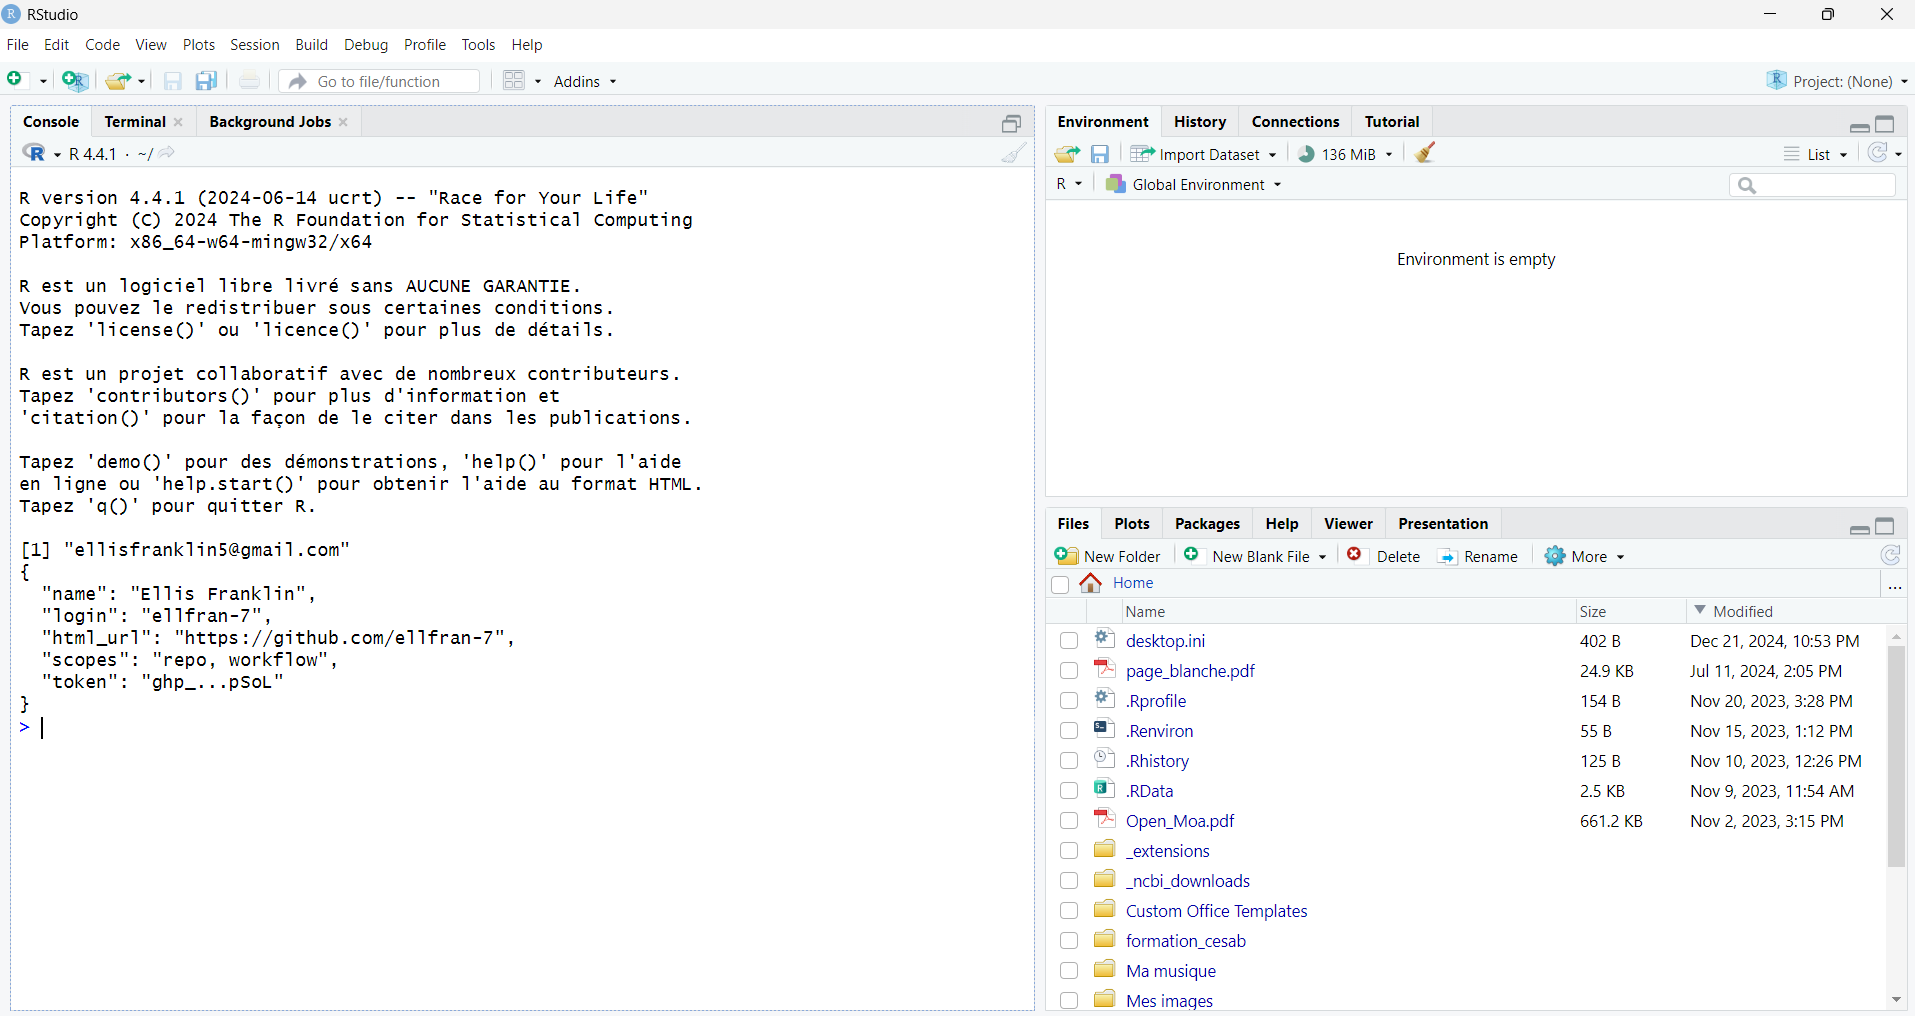 RStudio
File Edit Code View Plots Session Build Debug Profile Tools Help
Go to file/function Addins Project: (None)
Console Terminal Background Jobs
R 4.4.1 · ~/
R version 4.4.1 (2024-06-14 ucrt) -- "Race for Your Life"
Copyright (C) 2024 The R Foundation for Statistical Computing
Platform: x86_64-w64-mingw32/x64
R est un logiciel libre livré sans AUCUNE GARANTIE.
Vous pouvez le redistribuer sous certaines conditions.
Tapez 'license()' ou 'licence()' pour plus de détails.
R est un projet collaboratif avec de nombreux contributeurs.
Tapez 'contributors()' pour plus d'information et
'citation()' pour la façon de le citer dans les publications.
Tapez 'demo()' pour des démonstrations, 'help()' pour l'aide
en ligne ou 'help.start()' pour obtenir l'aide au format HTML.
Tapez 'q()' pour quitter R.
[1] "ellisfranklin5@gmail.com"
{
"name": "Ellis Franklin",
"login": "ellfran-7",
"html_url": "https://github.com/ellfran-7",
"scopes": "repo, workflow",
"token": "ghp_...pSoL"
}
>
Environment History Connections Tutorial
Import Dataset 136 MiB List
R Global Environment
Environment is empty
Files Plots Packages Help Viewer Presentation
New Folder New Blank File Delete Rename More
Home ...
Name Size Modified
desktop.ini 402 B Dec 21, 2024, 10:53 PM
page_blanche.pdf 24.9 KB Jul 11, 2024, 2:05 PM
.Rprofile 154 B Nov 20, 2023, 3:28 PM
.Renviron 55 B Nov 15, 2023, 1:12 PM
.Rhistory 125 B Nov 10, 2023, 12:26 PM
.RData 2.5 KB Nov 9, 2023, 11:54 AM
Open_Moa.pdf 661.2 KB Nov 2, 2023, 3:15 PM
_extensions
_ncbi_downloads
Custom Office Templates
formation_cesab
Ma musique
Mes images